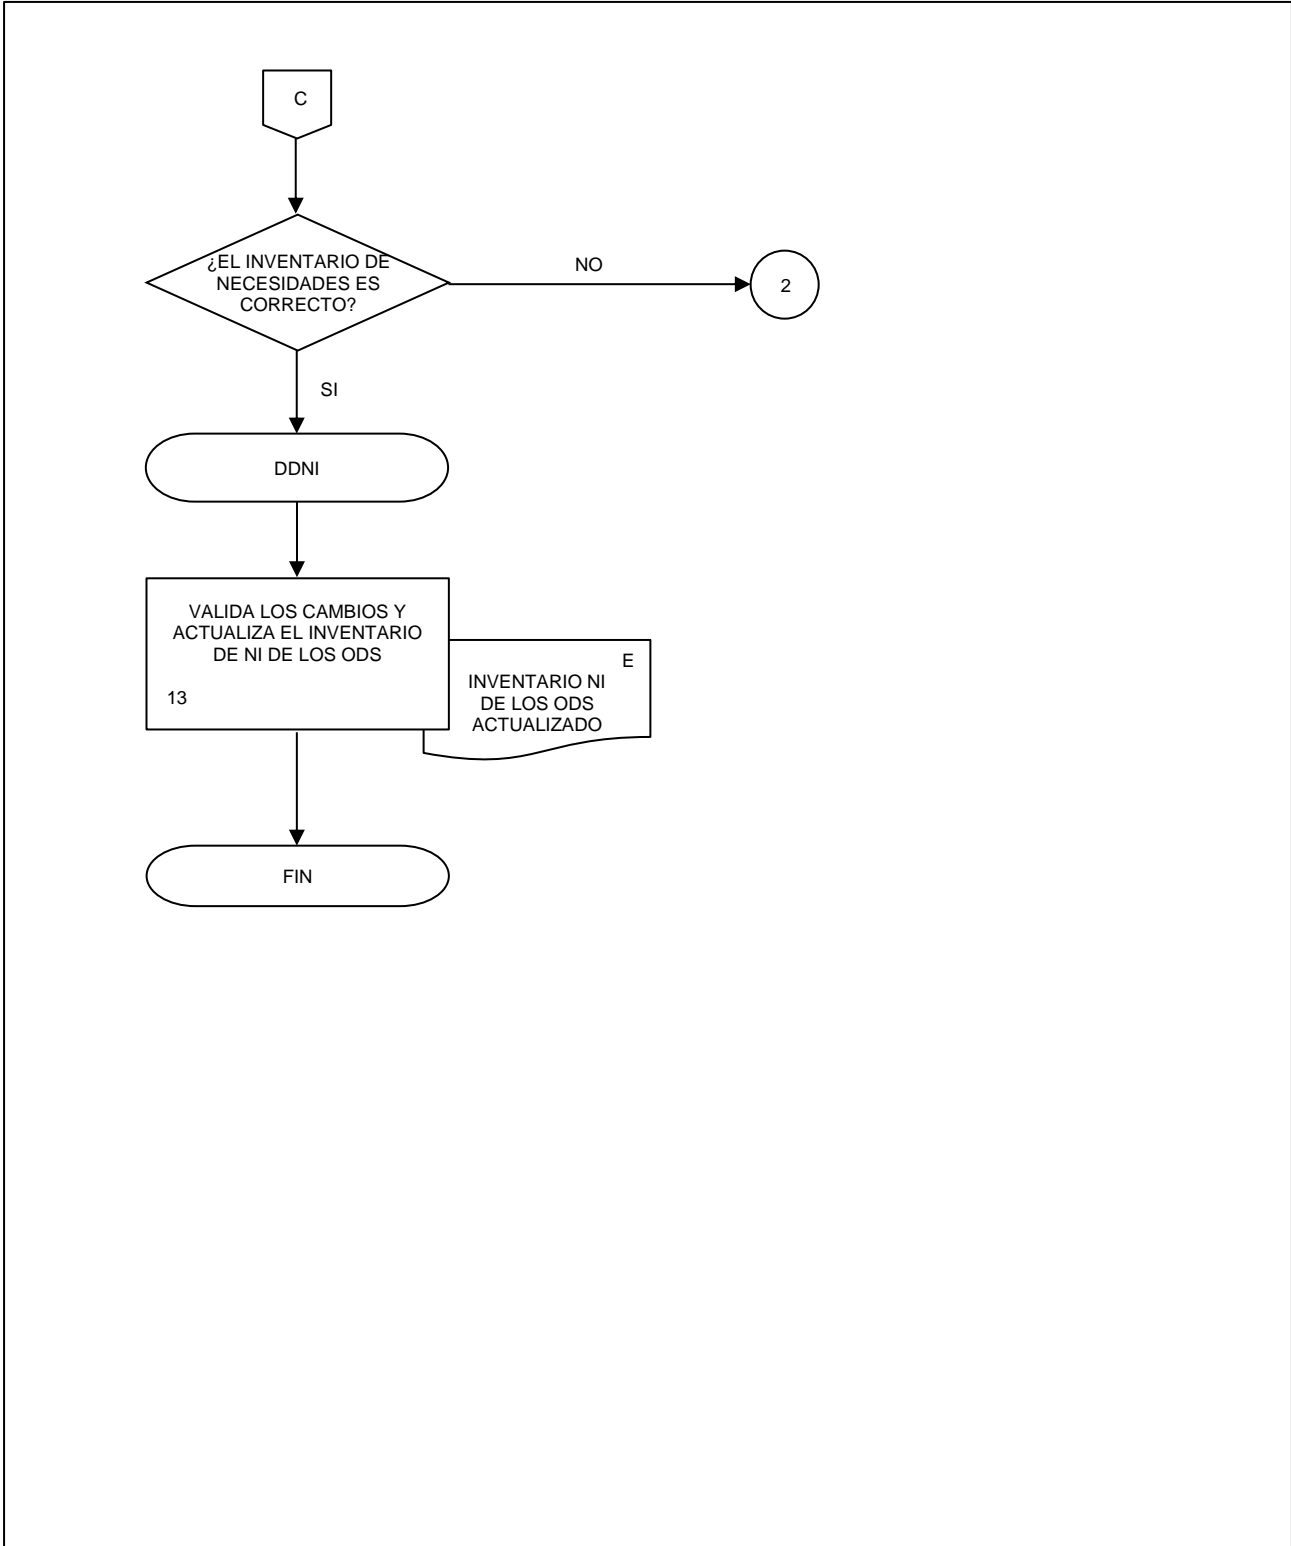 C
¿EL INVENTARIO DE
NECESIDADES ES
CORRECTO?
NO
2
SI
DDNI
VALIDA LOS CAMBIOS Y
ACTUALIZA EL INVENTARIO
DE NI DE LOS ODS
13
E
INVENTARIO NI
DE LOS ODS
ACTUALIZADO
FIN